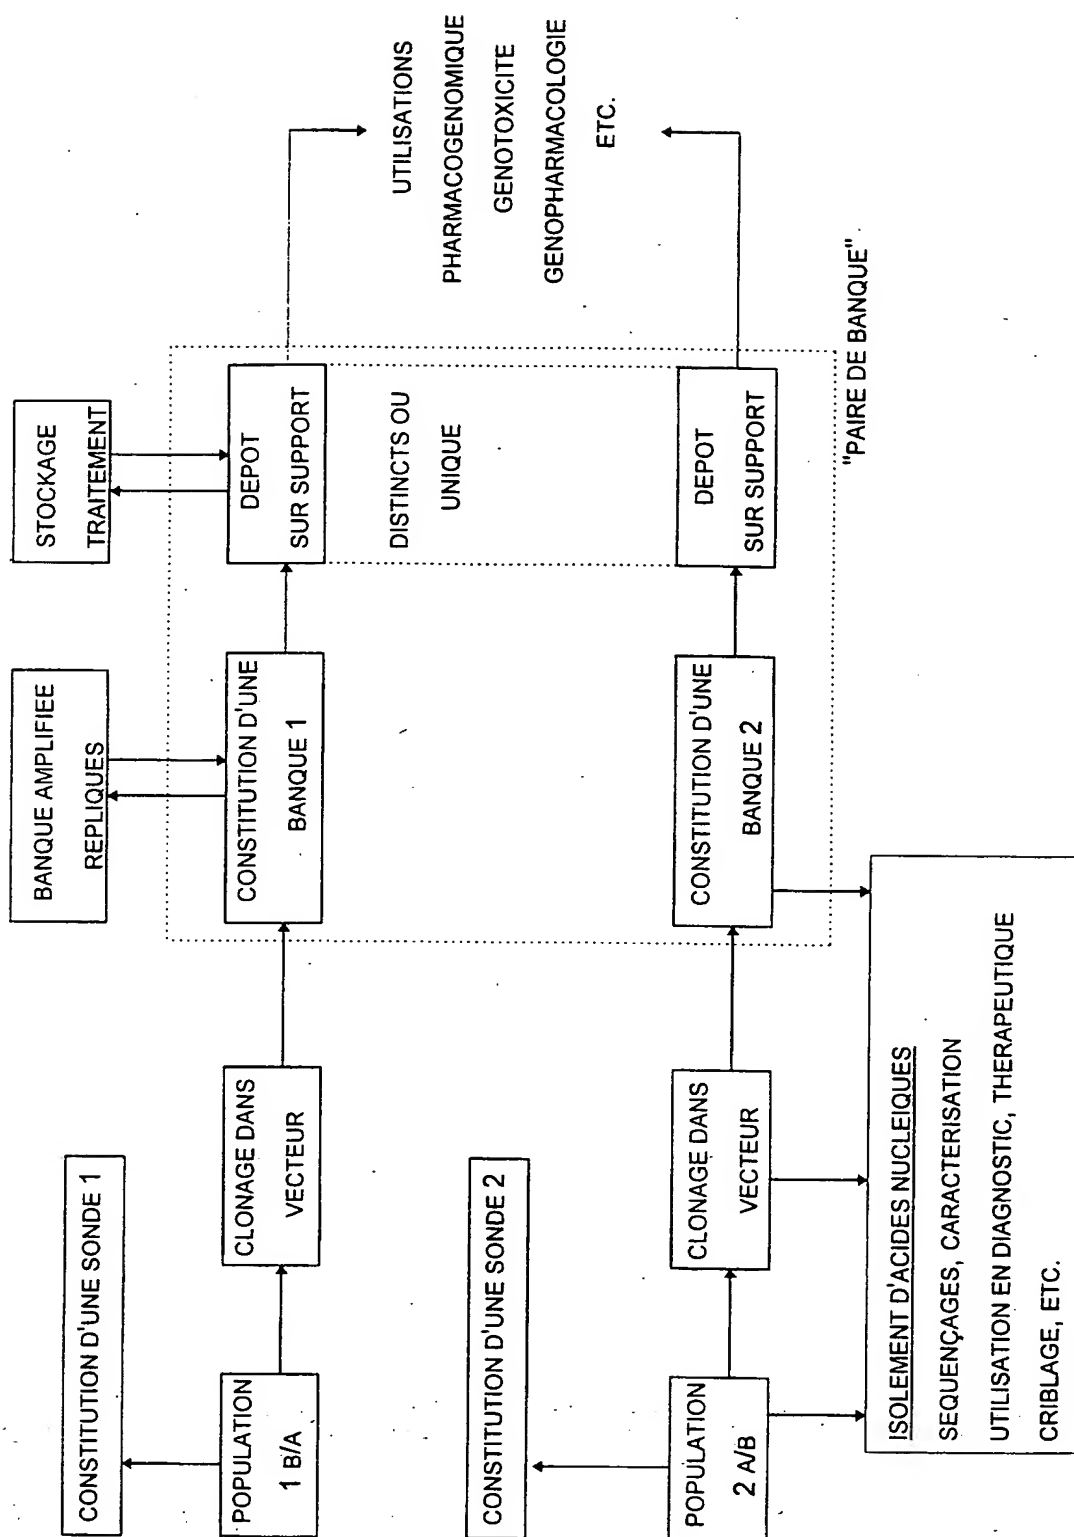 BANQUE AMPLIFIEE
REPLIQUES
STOCKAGE
TRAITEMENT
CONSTITUTION D'UNE SONDE 1
POPULATION
1 B/A
CLONAGE DANS
VECTEUR
CONSTITUTION D'UNE
BANQUE 1
DEPOT
SUR SUPPORT
DISTINCTS OU
UNIQUE
UTILISATIONS
PHARMACOGENOMIQUE
GENOTOXICITE
GENOPHARMACOLOGIE
ETC.
CONSTITUTION D'UNE SONDE 2
POPULATION
2 A/B
CLONAGE DANS
VECTEUR
CONSTITUTION D'UNE
BANQUE 2
DEPOT
SUR SUPPORT
"PAIRE DE BANQUE"
ISOLEMENT D'ACIDES NUCLEIQUES
SEQUENÇAGES, CARACTERISATION
UTILISATION EN DIAGNOSTIC, THERAPEUTIQUE
CRIBLAGE, ETC.